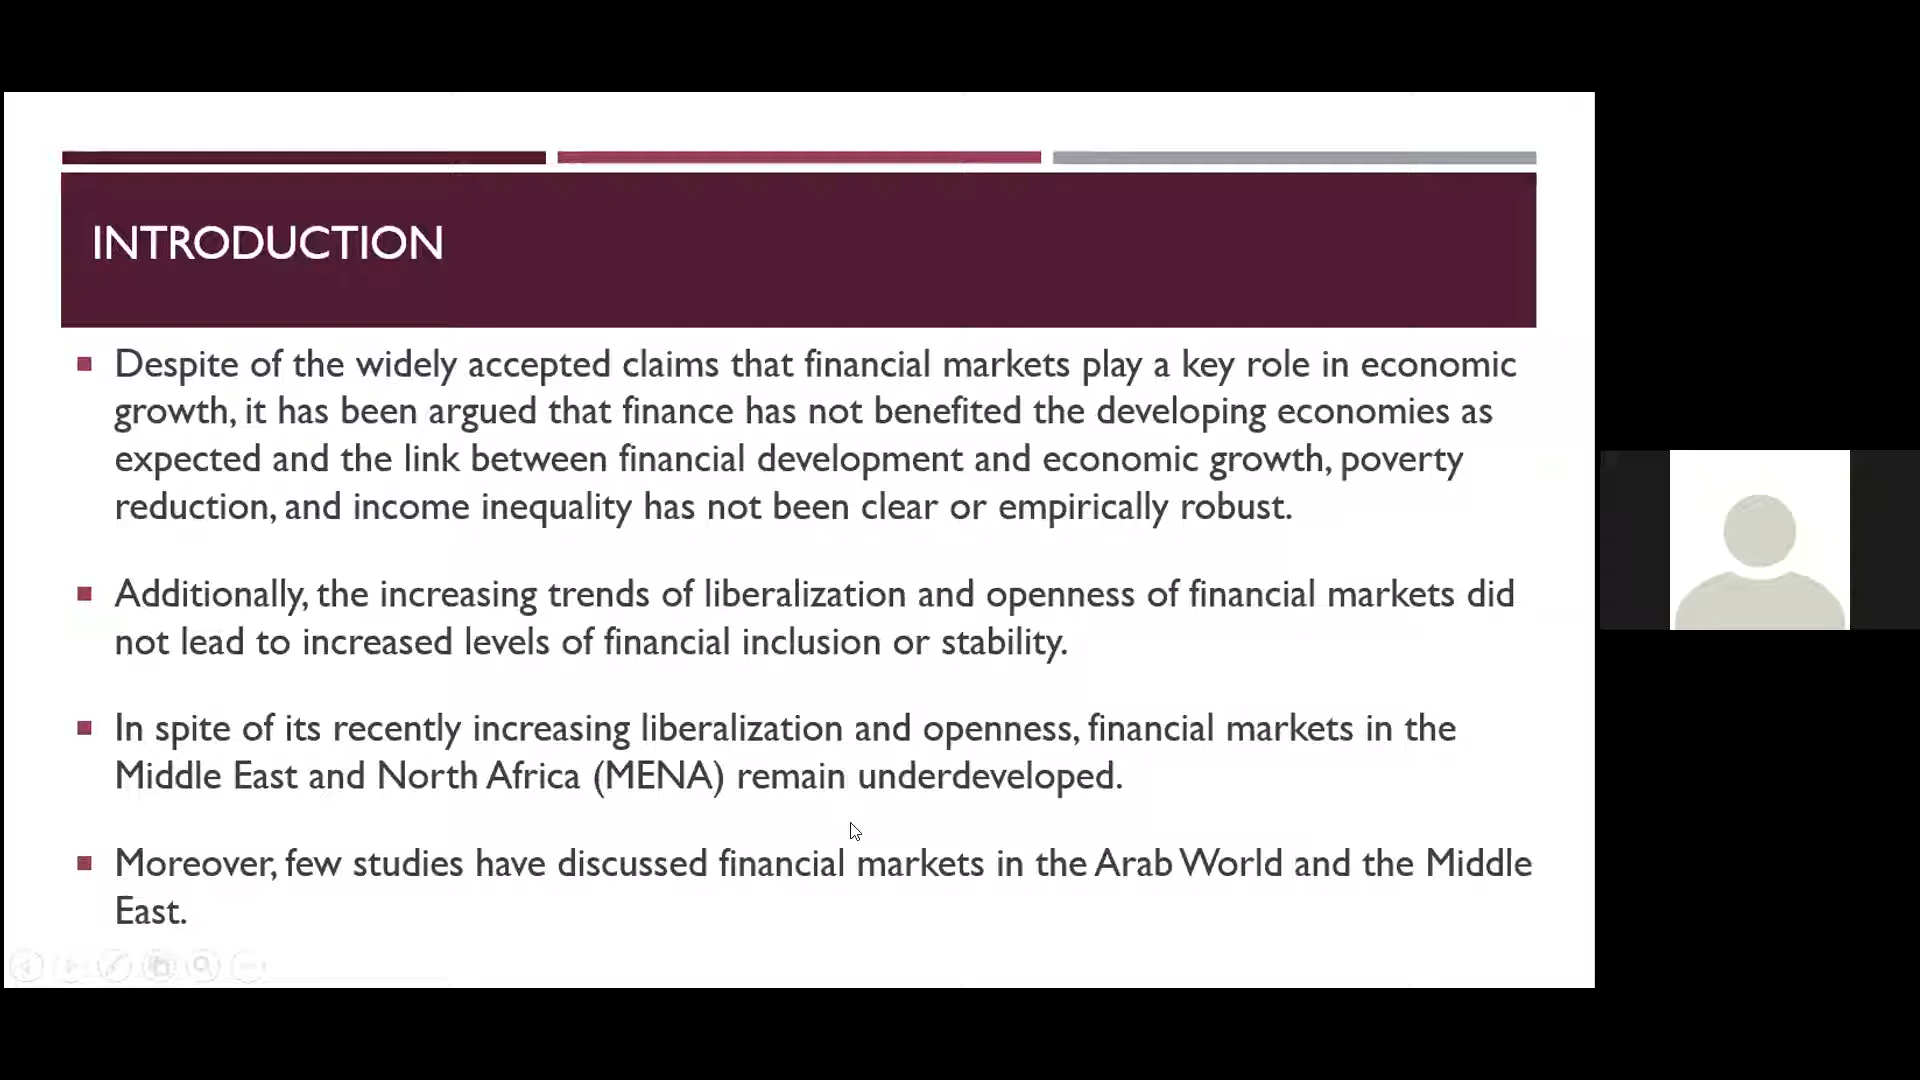 INTRODUCTION
Despite of the widely accepted claims that financial markets play a key role in economic
growth, it has been argued that finance has not benefited the developing economies as
expected and the link between financial development and economic growth, poverty
reduction, and income inequality has not been clear or empirically robust.
Additionally, the increasing trends of liberalization and openness of financial markets did
not lead to increased levels of financial inclusion or stability.
In spite of its recently increasing liberalization and openness, financial markets in the
Middle East and North Africa (MENA) remain underdeveloped.
Moreover, few studies have discussed financial markets in the Arab World and the Middle
East.